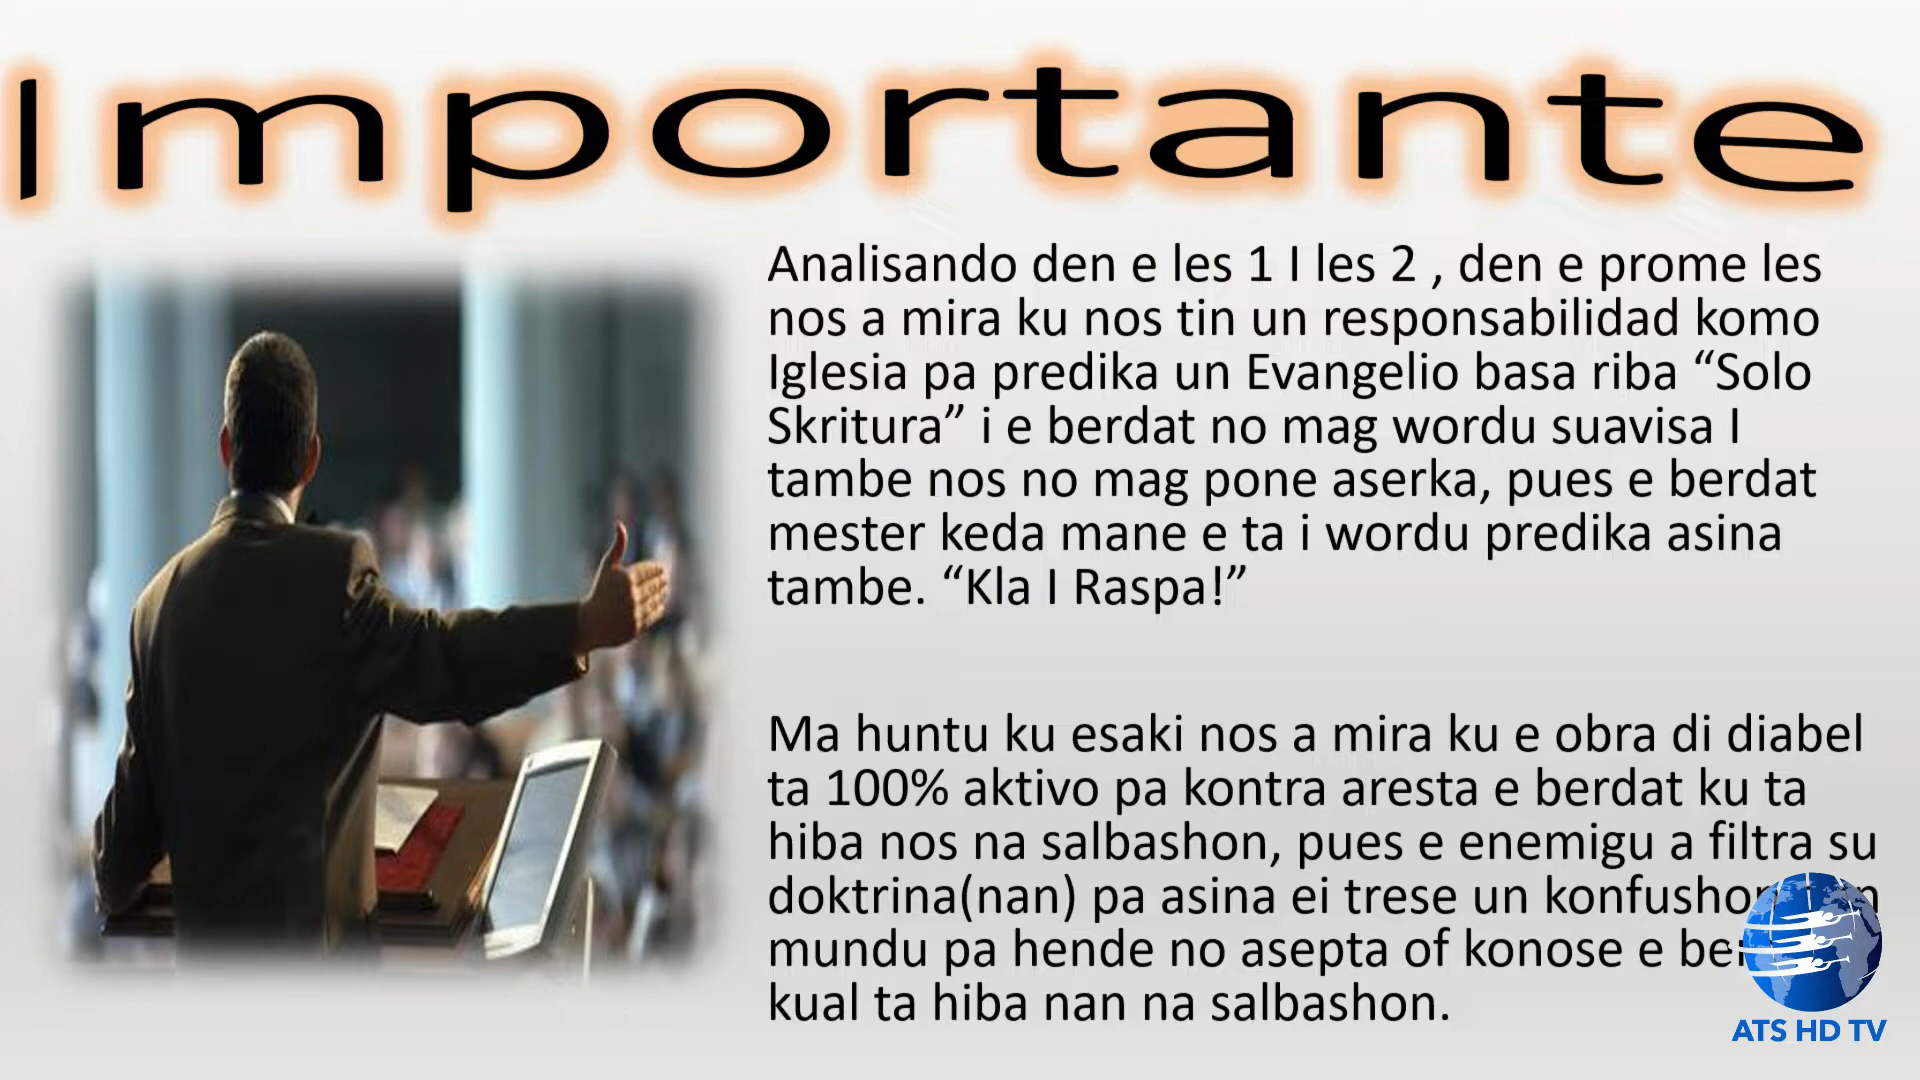 Importante
Analisando den e les 1 I les 2 , den e prome les
nos a mira ku nos tin un responsabilidad komo
Iglesia pa predika un Evangelio basa riba “Solo
Skritura” i e berdat no mag wordu suavisa I
tambe nos no mag pone aserka, pues e berdat
mester keda mane e ta i wordu predika asina
tambe. “Kla I Raspa!”
Ma huntu ku esaki nos a mira ku e obra di diabel
ta 100% aktivo pa kontra aresta e berdat ku ta
hiba nos na salbashon, pues e enemigu a filtra su
doktrina(nan) pa asina ei trese un
mundu pa hende no asepta of konose e
kual ta hiba nan na salbashon.
ATS HD TV